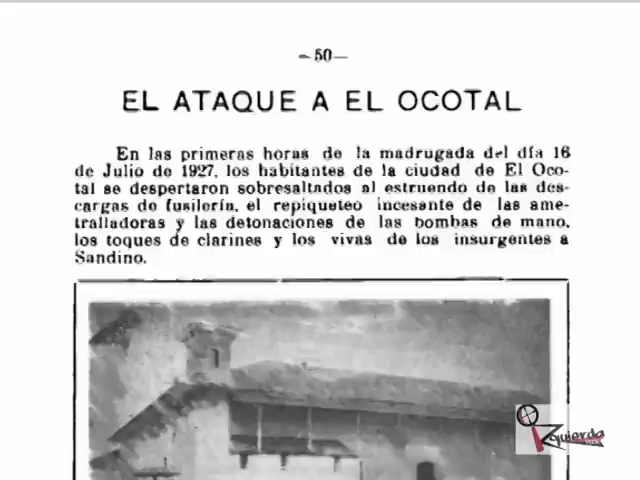 —50—
EL ATAQUE A EL OCOTAL
En las primeras horas de la madrugada del día 16
de Julio de 1927, los habitantes de la ciudad de El Oco-
tal se despertaron sobresaltados al estruendo de las des-
cargas de fusilería, el repiqueteo incesante de las ame-
tralladoras y las detonaciones de las bombas de mano,
los toques de clarines y los vivas de los insurgentes a
Sandino.
Izquierda